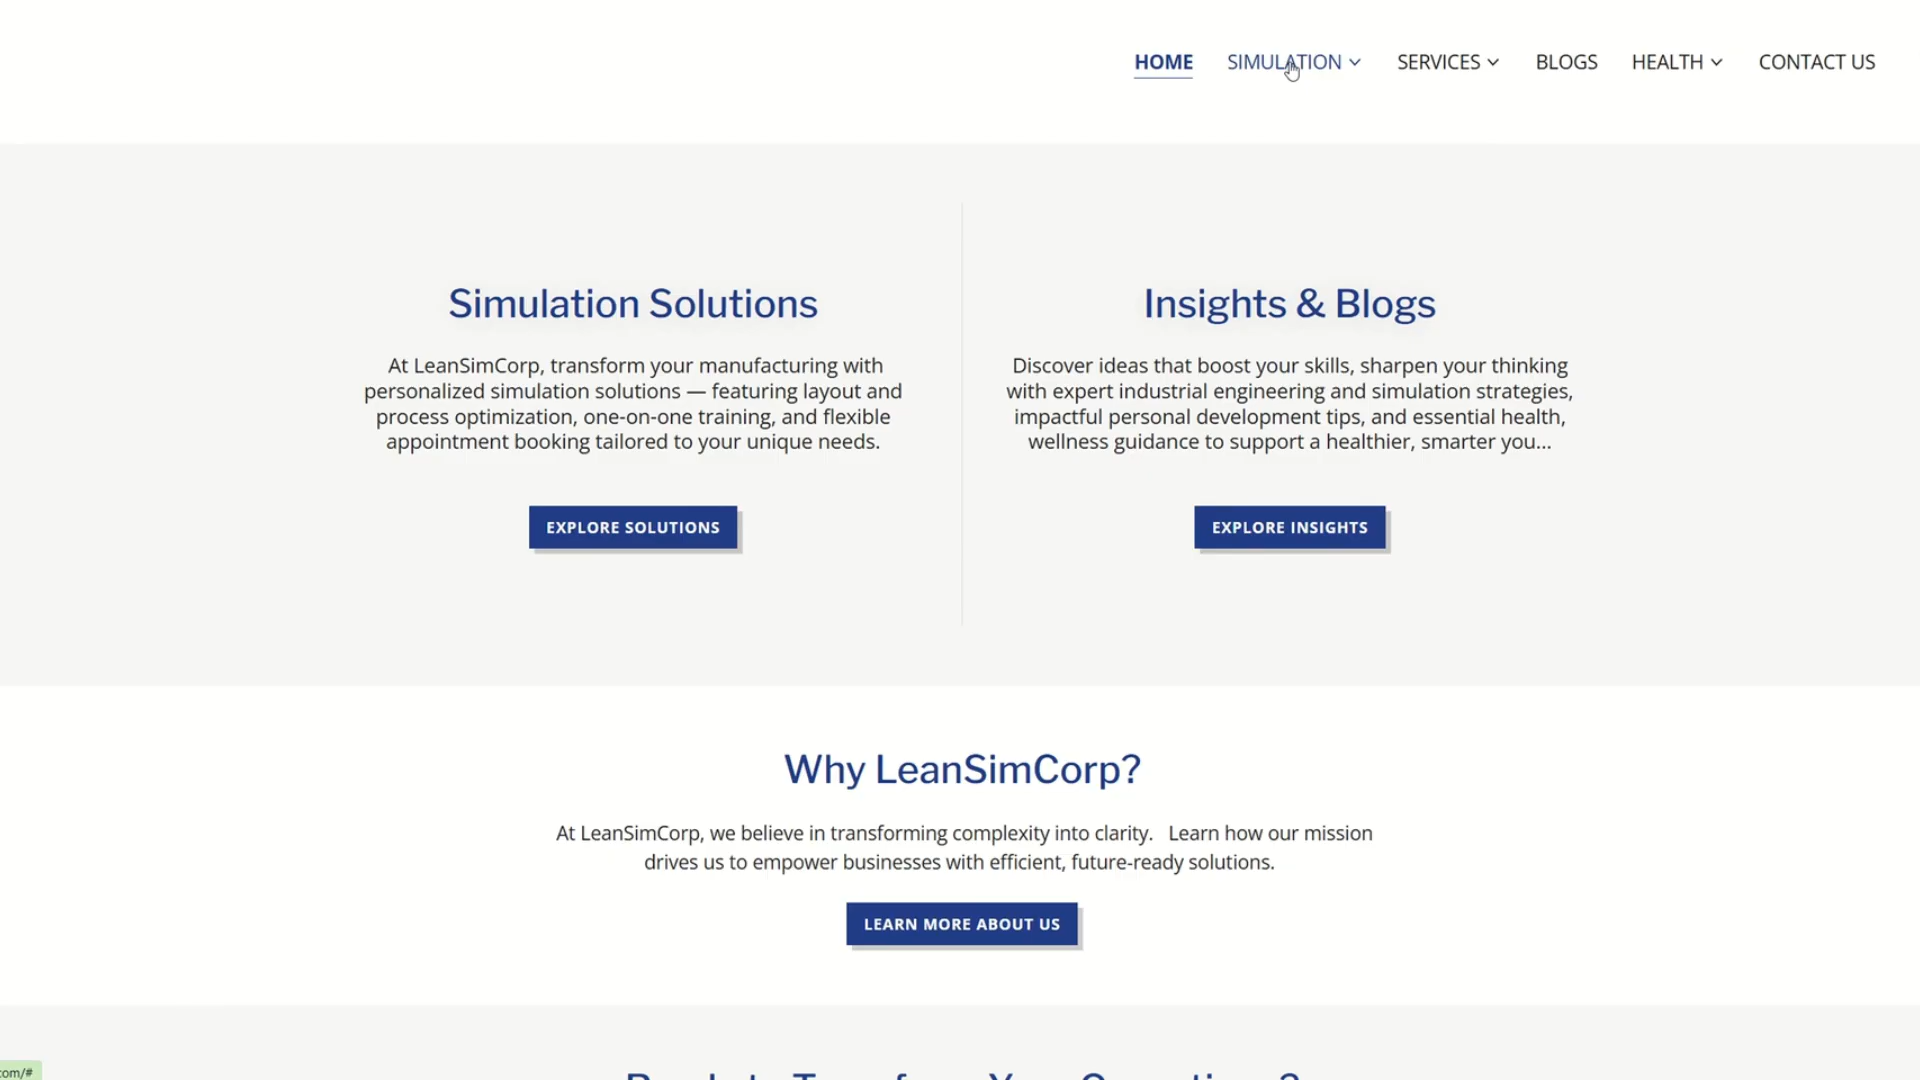 HOME SIMULATION SERVICES BLOGS HEALTH CONTACT US
Simulation Solutions
At LeanSimCorp, transform your manufacturing with
personalized simulation solutions — featuring layout and
process optimization, one-on-one training, and flexible
appointment booking tailored to your unique needs.
EXPLORE SOLUTIONS
Insights & Blogs
Discover ideas that boost your skills, sharpen your thinking
with expert industrial engineering and simulation strategies,
impactful personal development tips, and essential health,
wellness guidance to support a healthier, smarter you...
EXPLORE INSIGHTS
Why LeanSimCorp?
At LeanSimCorp, we believe in transforming complexity into clarity. Learn how our mission
drives us to empower businesses with efficient, future-ready solutions.
LEARN MORE ABOUT US
com/#